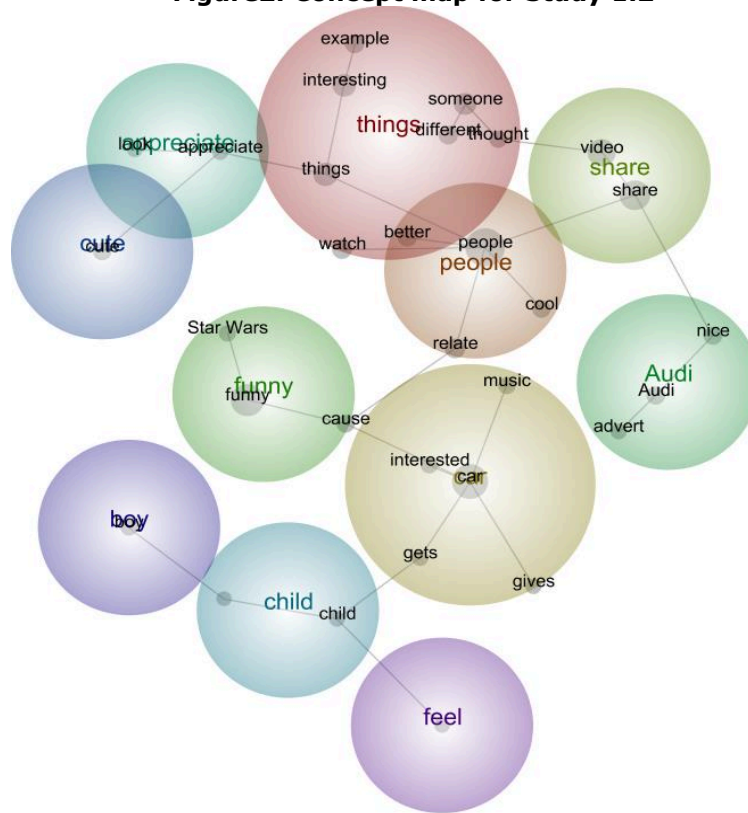 example
interesting
someone
things
different
thought
appreciate
look
appreciate
video
share
things
share
cute
cute
better
watch
people
people
cool
Star Wars
relate
nice
funny
funny
music
Audi
Audi
cause
advert
interested
car
car
boy
boy
gets
gives
child
child
feel